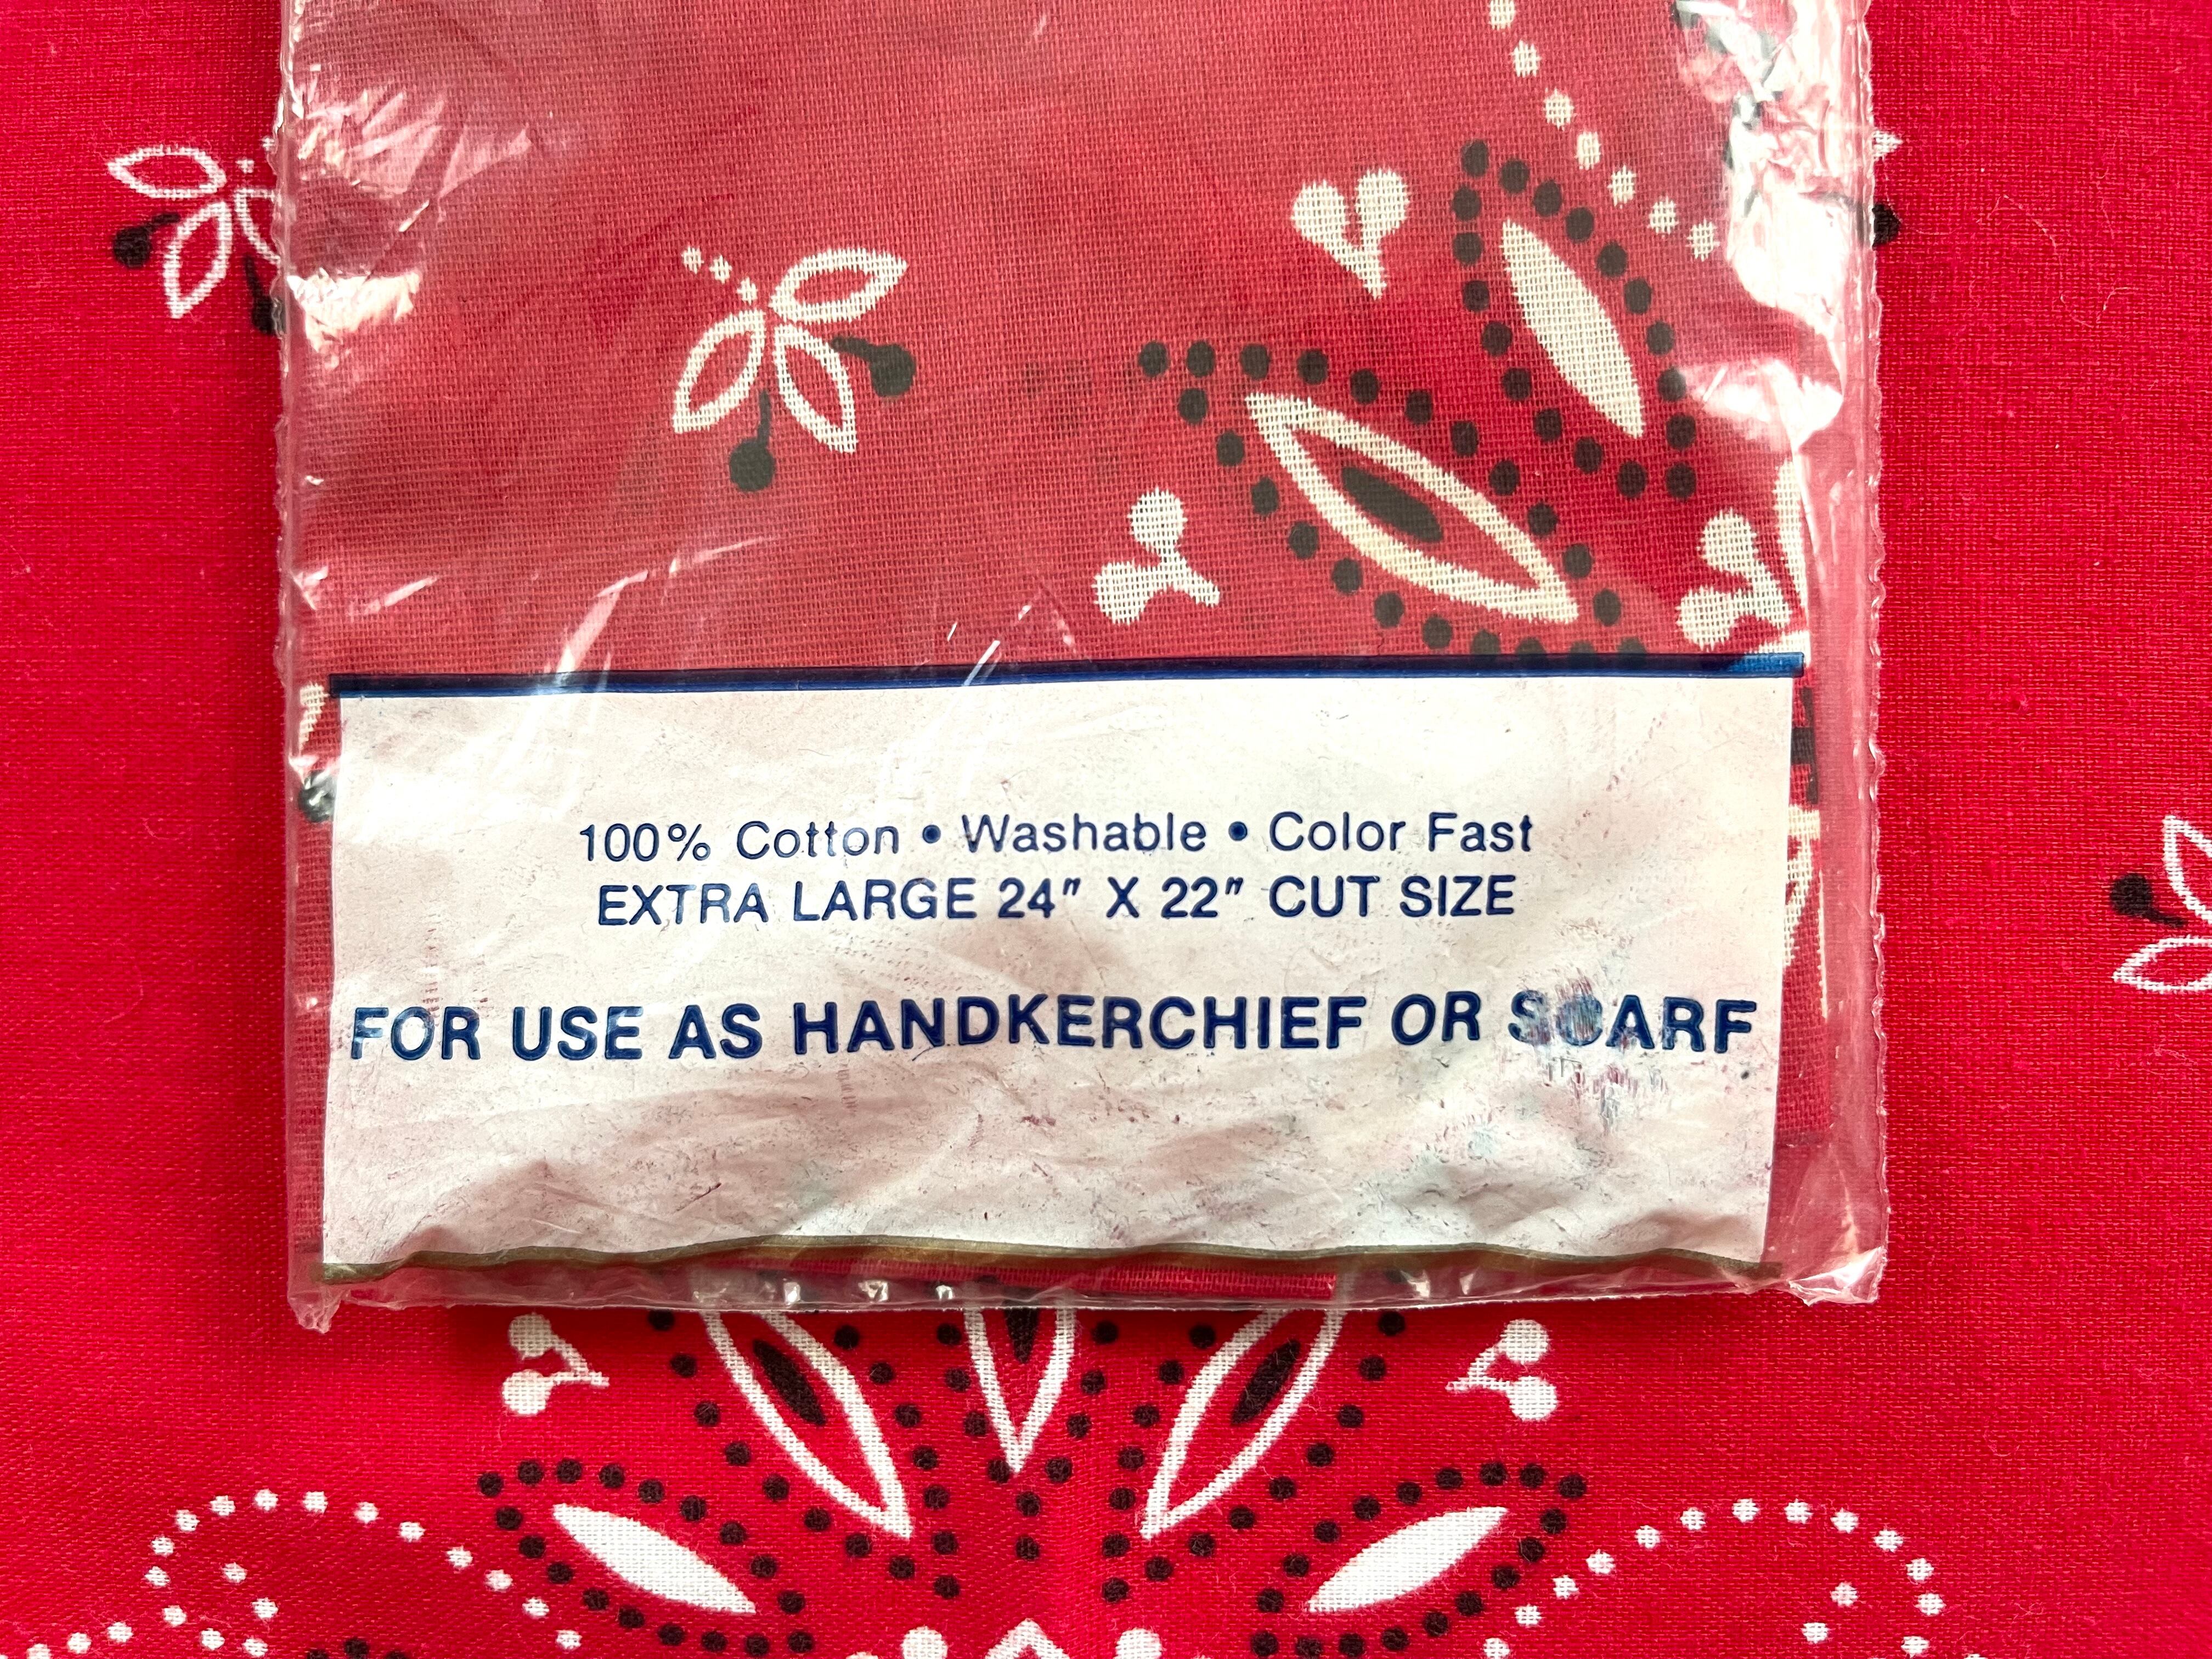 100% Cotton • Washable • Color Fast
EXTRA LARGE 24" X 22" CUT SIZE
FOR USE AS HANDKERCHIEF OR SCARF